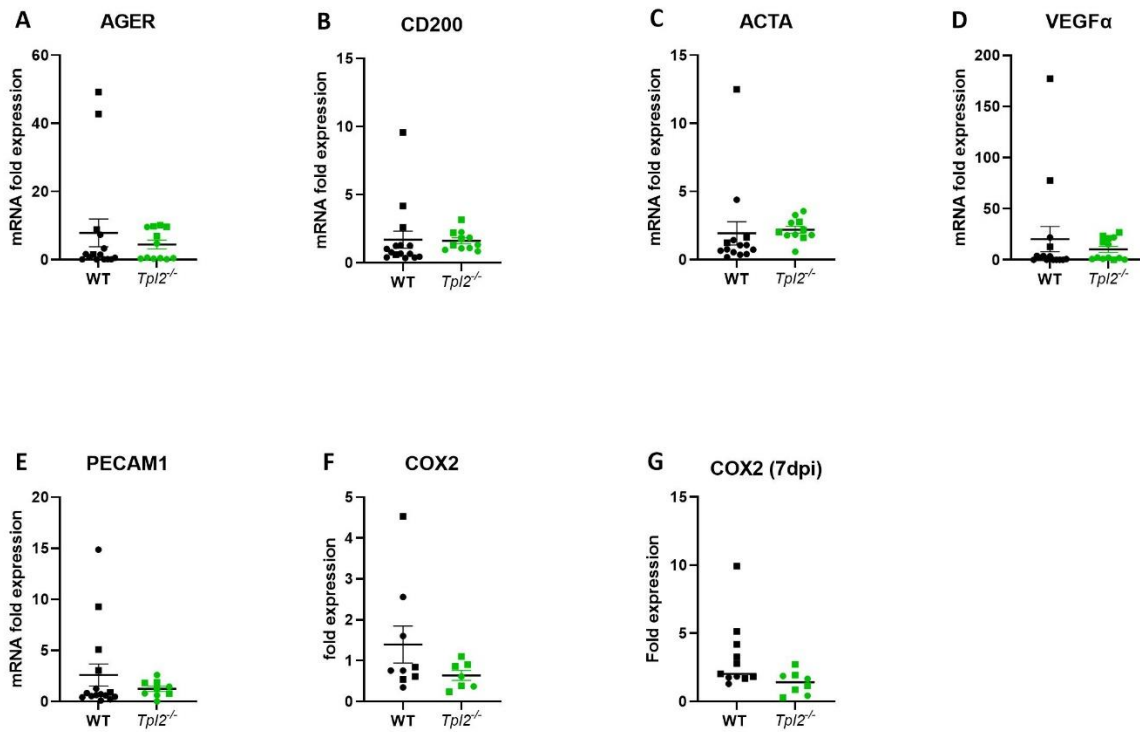 A AGER
mRNA fold expression
60
40
20
0
WT Tpl2-/-
B CD200
mRNA fold expression
15
10
5
0
WT Tpl2-/-
C ACTA
mRNA fold expression
15
10
5
0
WT Tpl2-/-
D VEGFα
mRNA fold expression
200
150
100
50
0
WT Tpl2-/-
E PECAM1
mRNA fold expression
20
15
10
5
0
WT Tpl2-/-
F COX2
fold expression
5
4
3
2
1
0
WT Tpl2-/-
G COX2 (7dpi)
Fold expression
15
10
5
0
WT Tpl2-/-